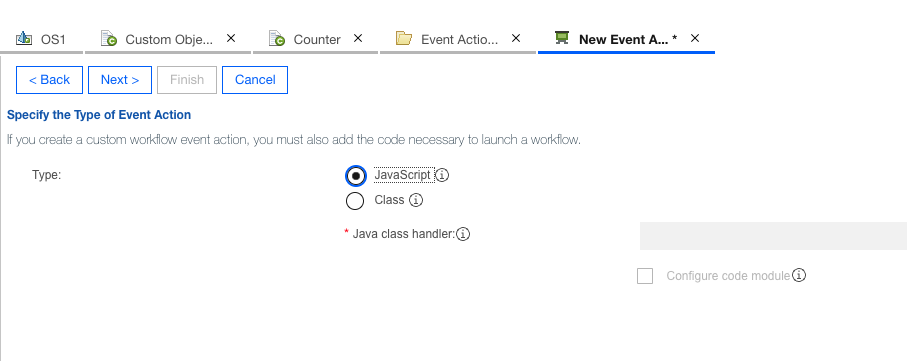 OS1 Custom Obje... Counter Event Actio... New Event A... *
< Back Next > Finish Cancel
Specify the Type of Event Action
If you create a custom workflow event action, you must also add the code necessary to launch a workflow.
Type: JavaScript
Class
* Java class handler:
Configure code module